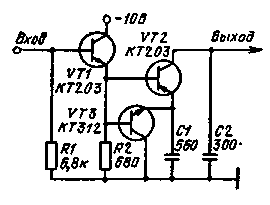 -10В
Вход
VT1
КТ203
VT2
КТ203
Выход
VT3
КТ312
R1
6,8к
R2
680
C1
560
C2
300